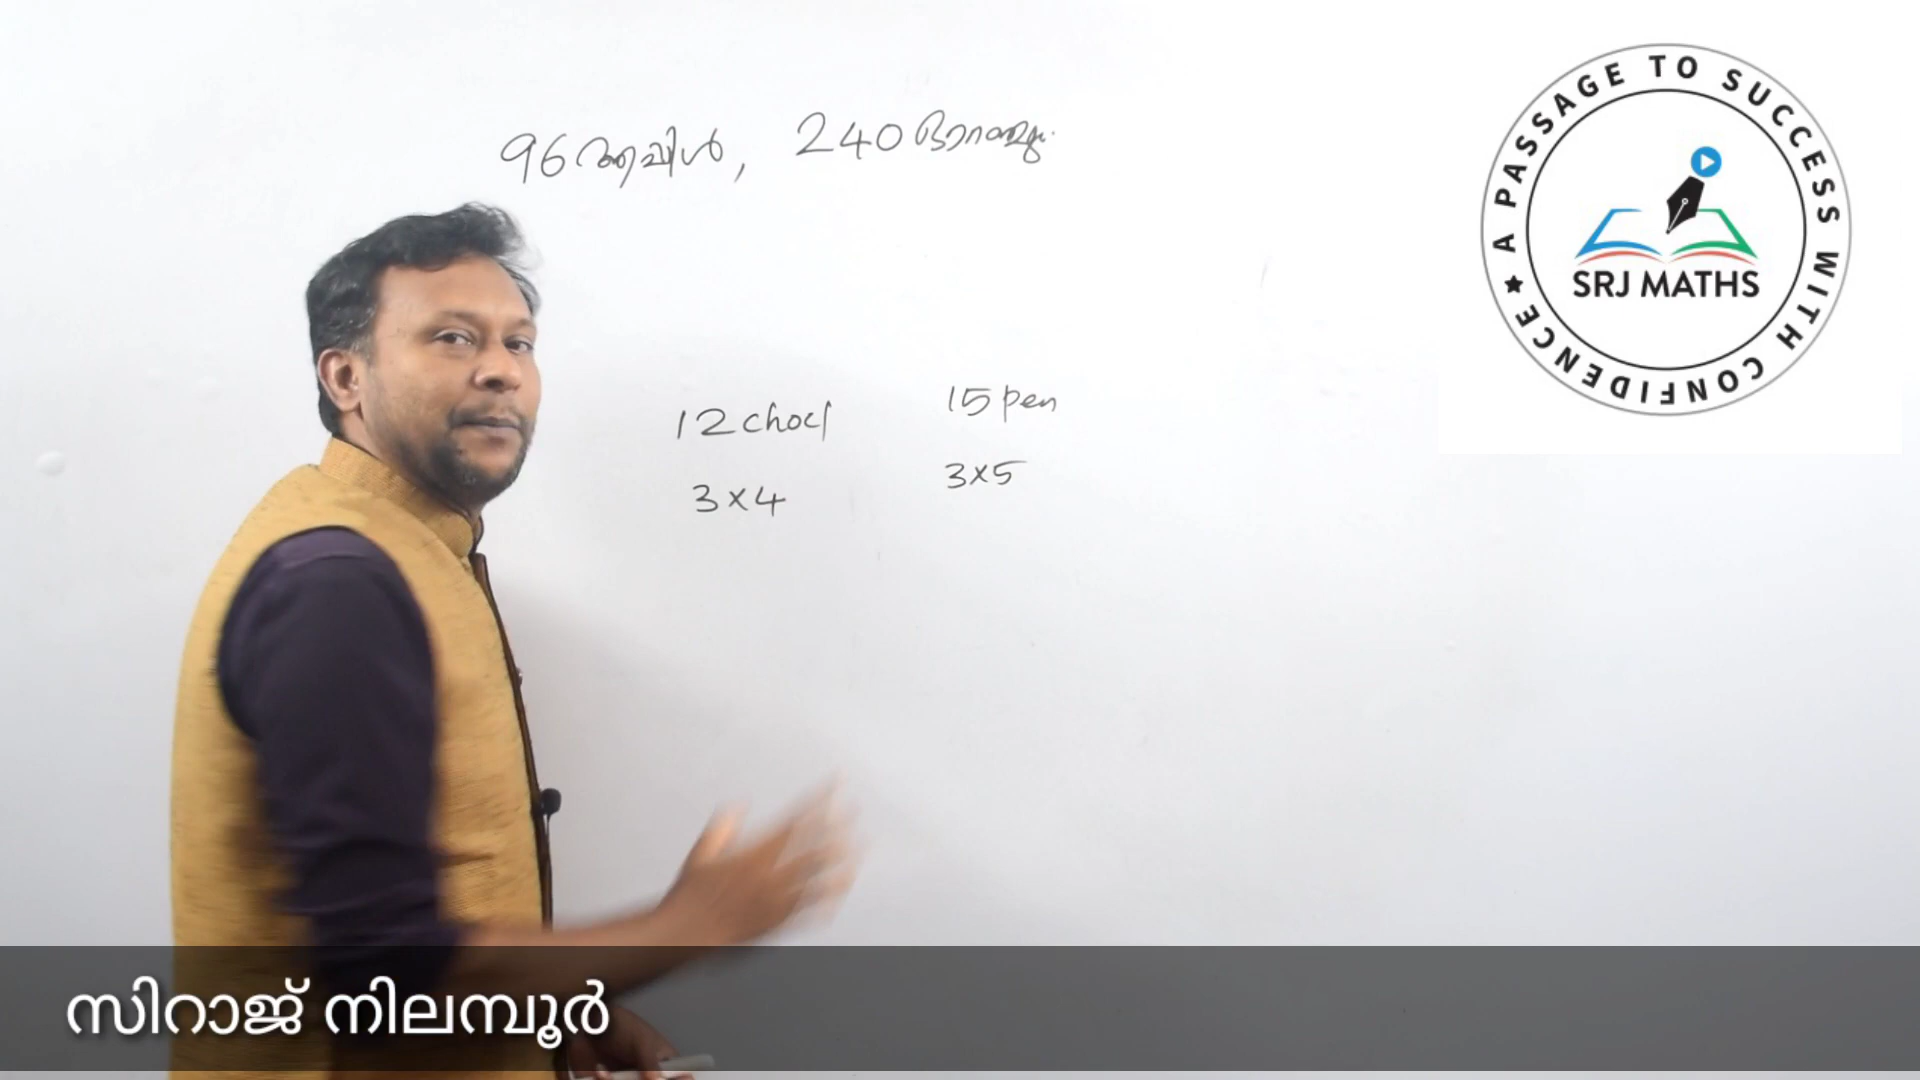 96 ആപ്പിൾ, 240 ഓറഞ്ചും
12 choc
15 pen
3x4
3x5
A PASSAGE TO SUCCESS WITH CONFIDENCE
SRJ MATHS
സിറാജ് നിലമ്പൂർ